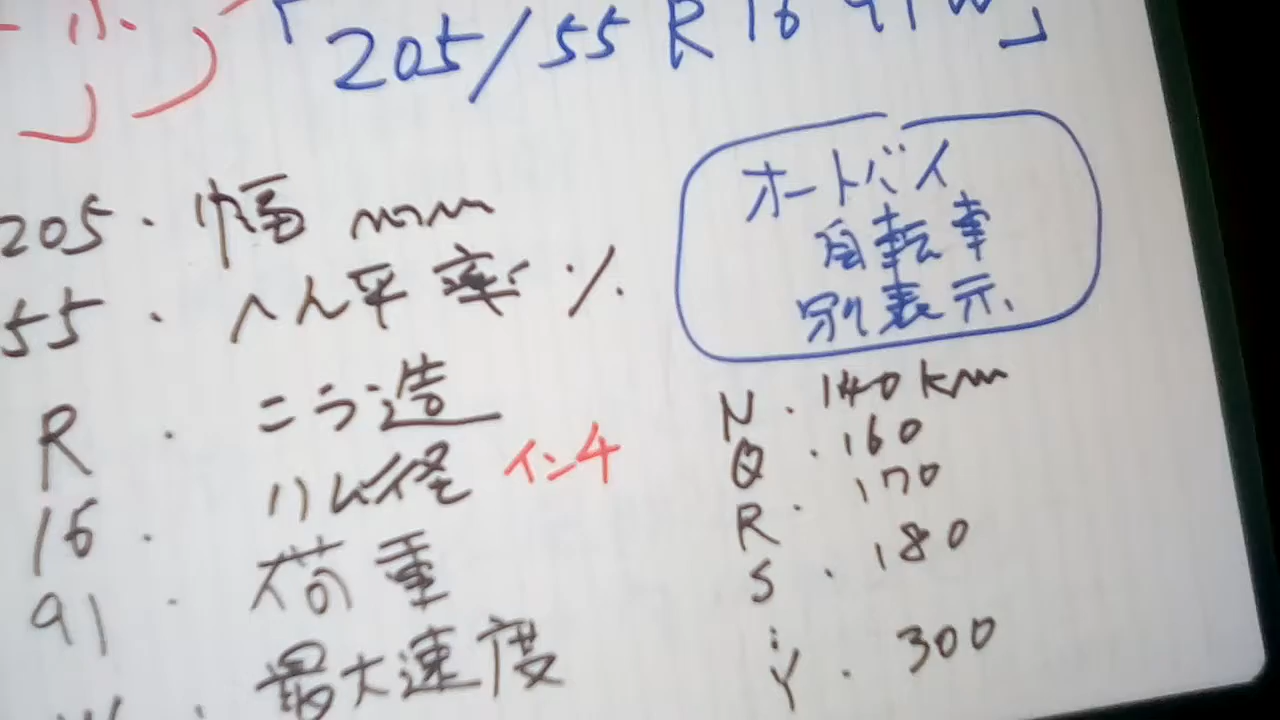 「205/55 R 16 91W」
205・幅 mm
55・へん平率 %
R・こう造
16・リム径 インチ
91・荷重
W・最大速度
オートバイ
自転車
別表示
N・140km
Q・160
R・170
S・180
⋮
Y・300